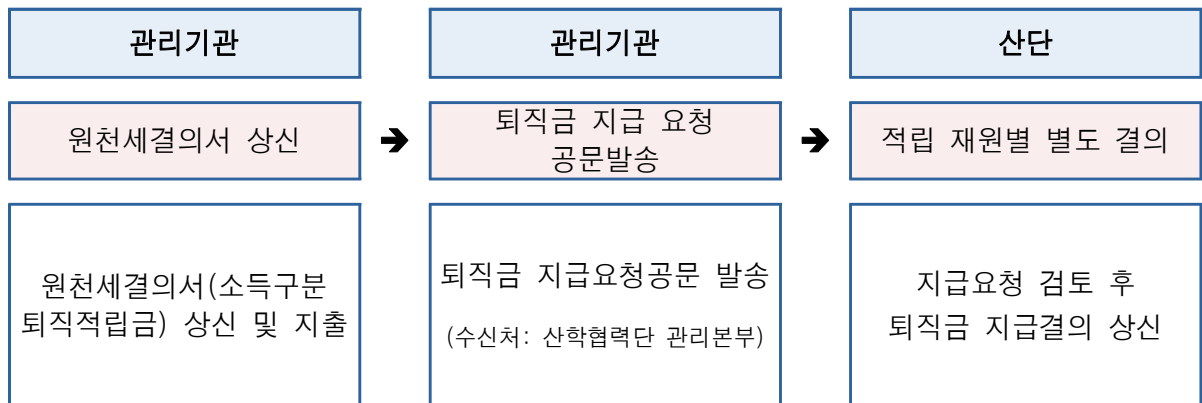 관리기관
관리기관
산단
원천세결의서 상신
➔
퇴직금 지급 요청
공문발송
➔
적립 재원별 별도 결의
원천세결의서(소득구분
퇴직적립금) 상신 및 지출
퇴직금 지급요청공문 발송
(수신처: 산학협력단 관리본부)
지급요청 검토 후
퇴직금 지급결의 상신